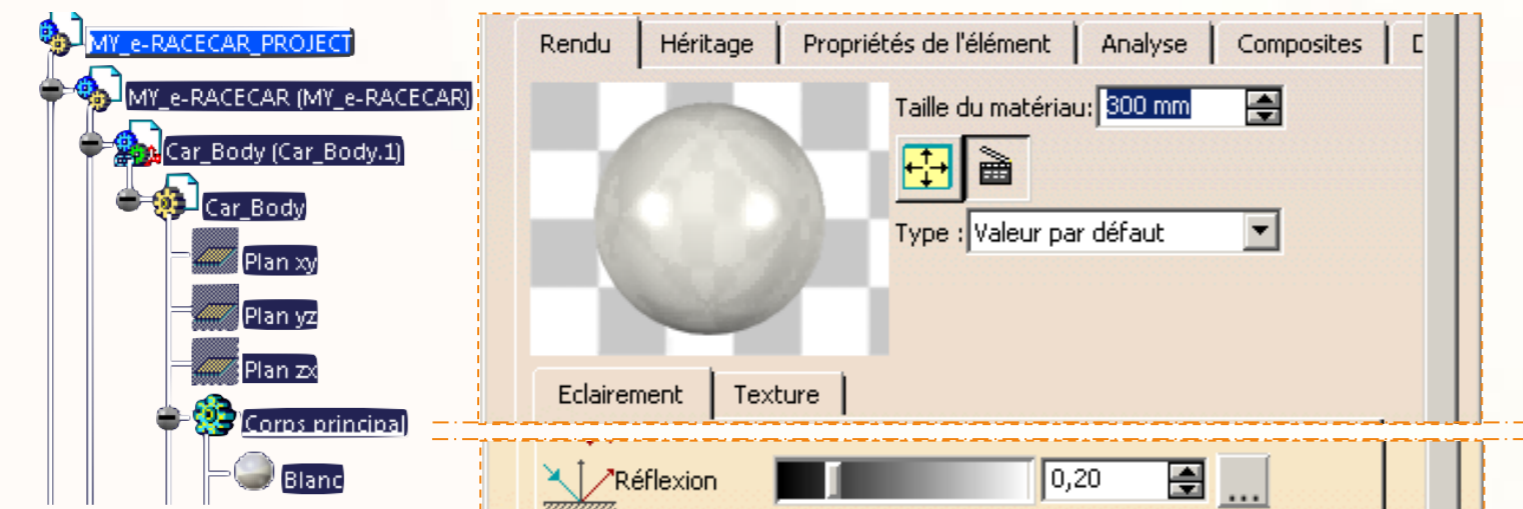 MY_e-RACECAR_PROJECT
MY_e-RACECAR (MY_e-RACECAR)
Car_Body (Car_Body.1)
Car_Body
Plan xy
Plan yz
Plan zx
Corps principal
Blanc
Rendu Héritage Propriétés de l'élément Analyse Composites
Taille du matériau: 300 mm
Type : Valeur par défaut
Eclairement Texture
Réflexion 0,20 ...